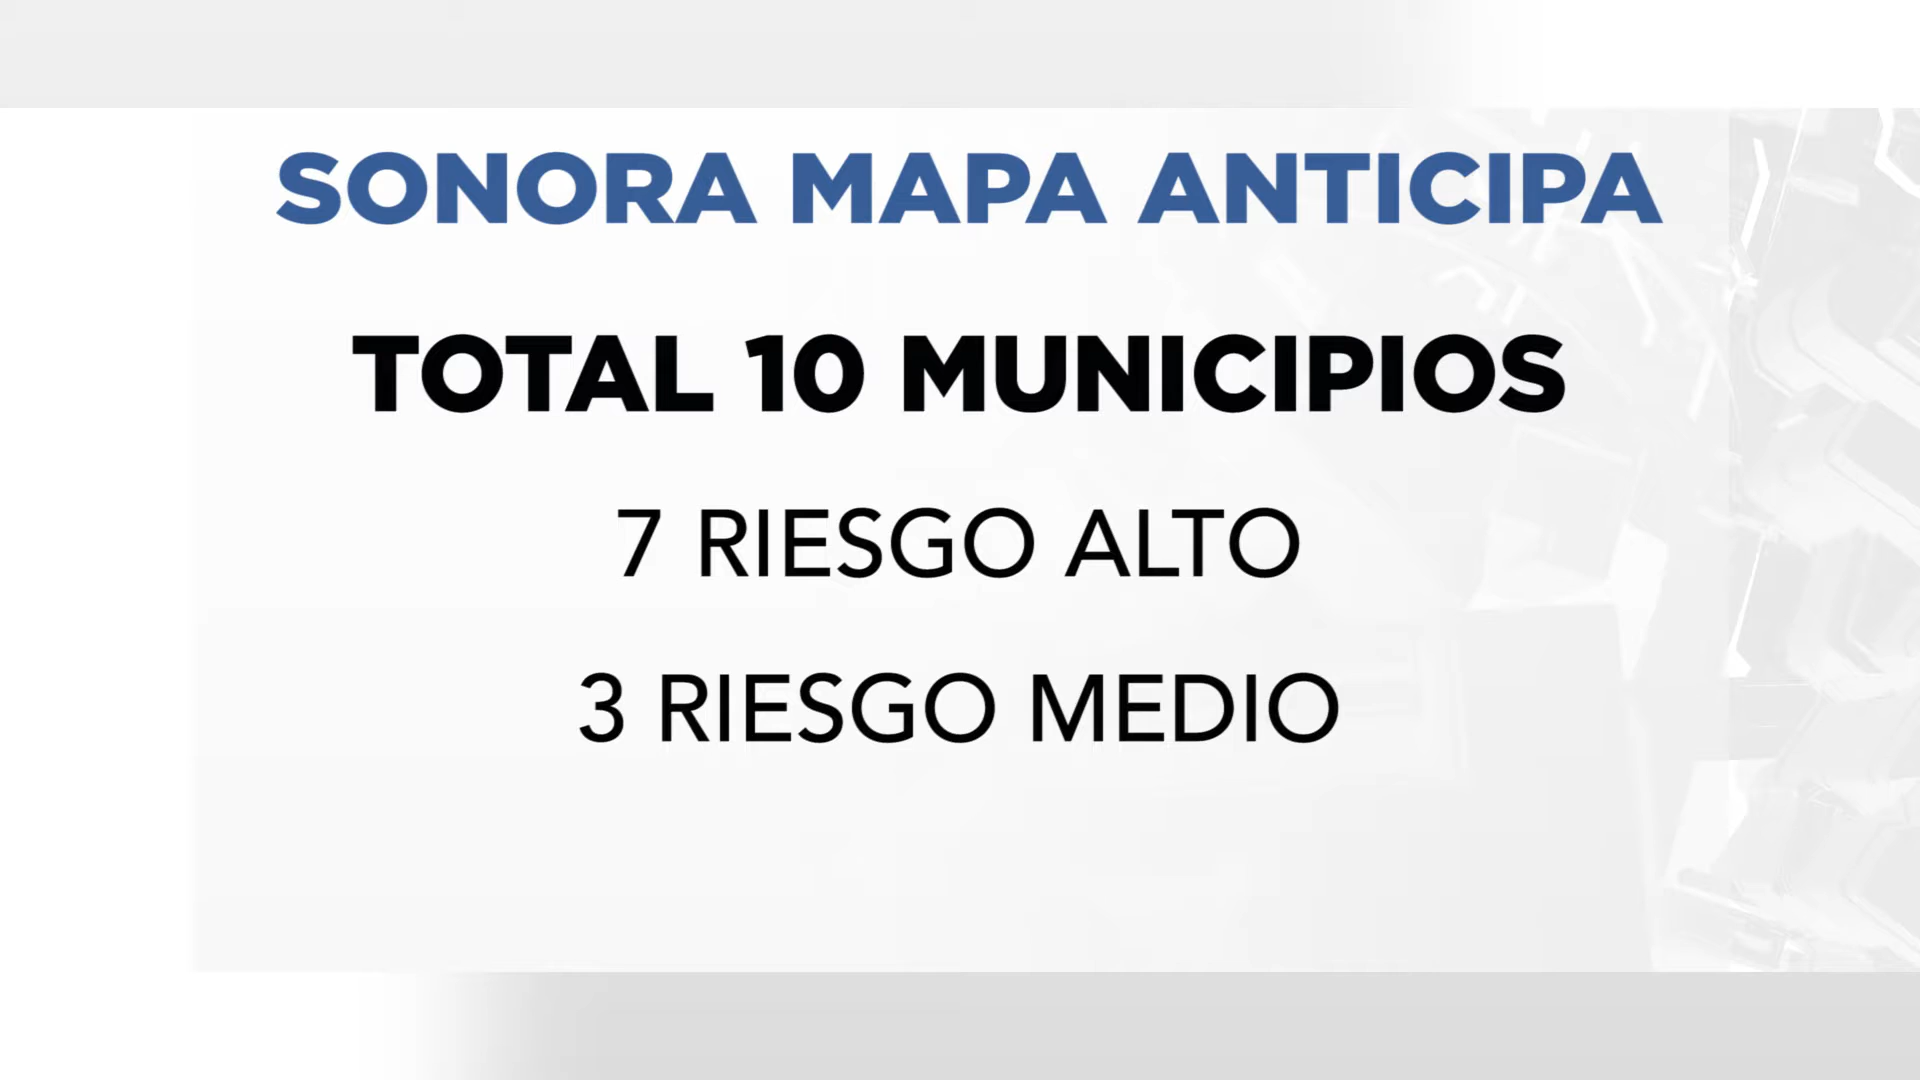 SONORA MAPA ANTICIPA
TOTAL 10 MUNICIPIOS
7 RIESGO ALTO
3 RIESGO MEDIO